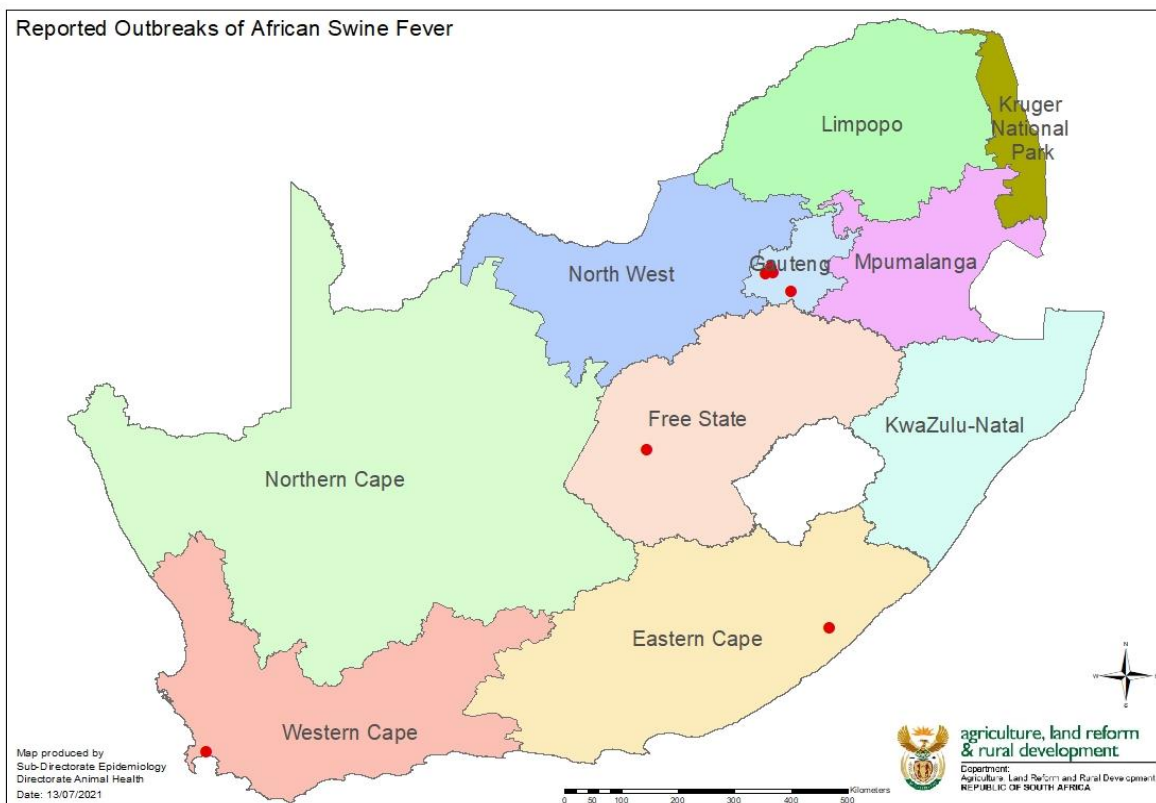 Reported Outbreaks of African Swine Fever
Limpopo
Kruger
National
Park
North West
Gauteng
Mpumalanga
Free State
KwaZulu-Natal
Northern Cape
Eastern Cape
Western Cape
N
W
S
Map produced by
Sub-Directorate Epidemiology
Directorate Animal Health
Date: 13/07/2021
0 50 100 200 300 400 500
Kilometers
agriculture, land reform
& rural development
Department:
Agriculture, Land Reform and Rural Development
REPUBLIC OF SOUTH AFRICA